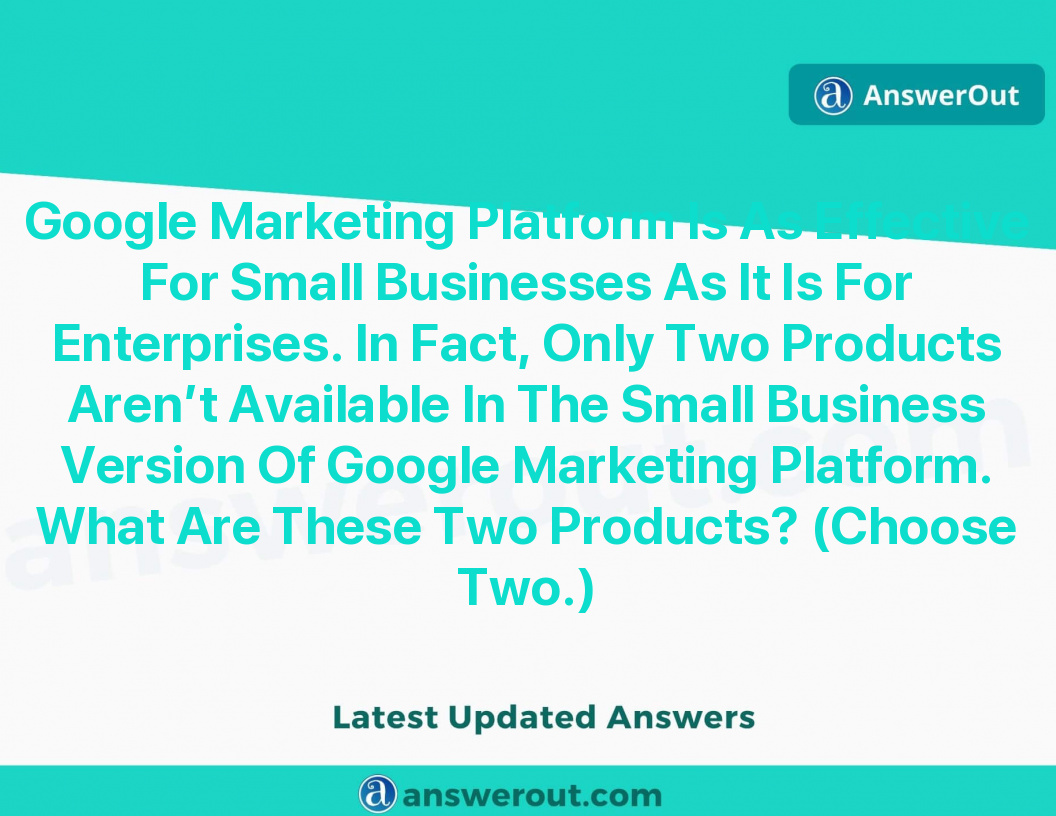 AnswerOut
Google Marketing Platform Is As Effective
For Small Businesses As It Is For
Enterprises. In Fact, Only Two Products
Aren’t Available In The Small Business
Version Of Google Marketing Platform.
What Are These Two Products? (Choose
Two.)
answerout.com
Latest Updated Answers
answerout.com